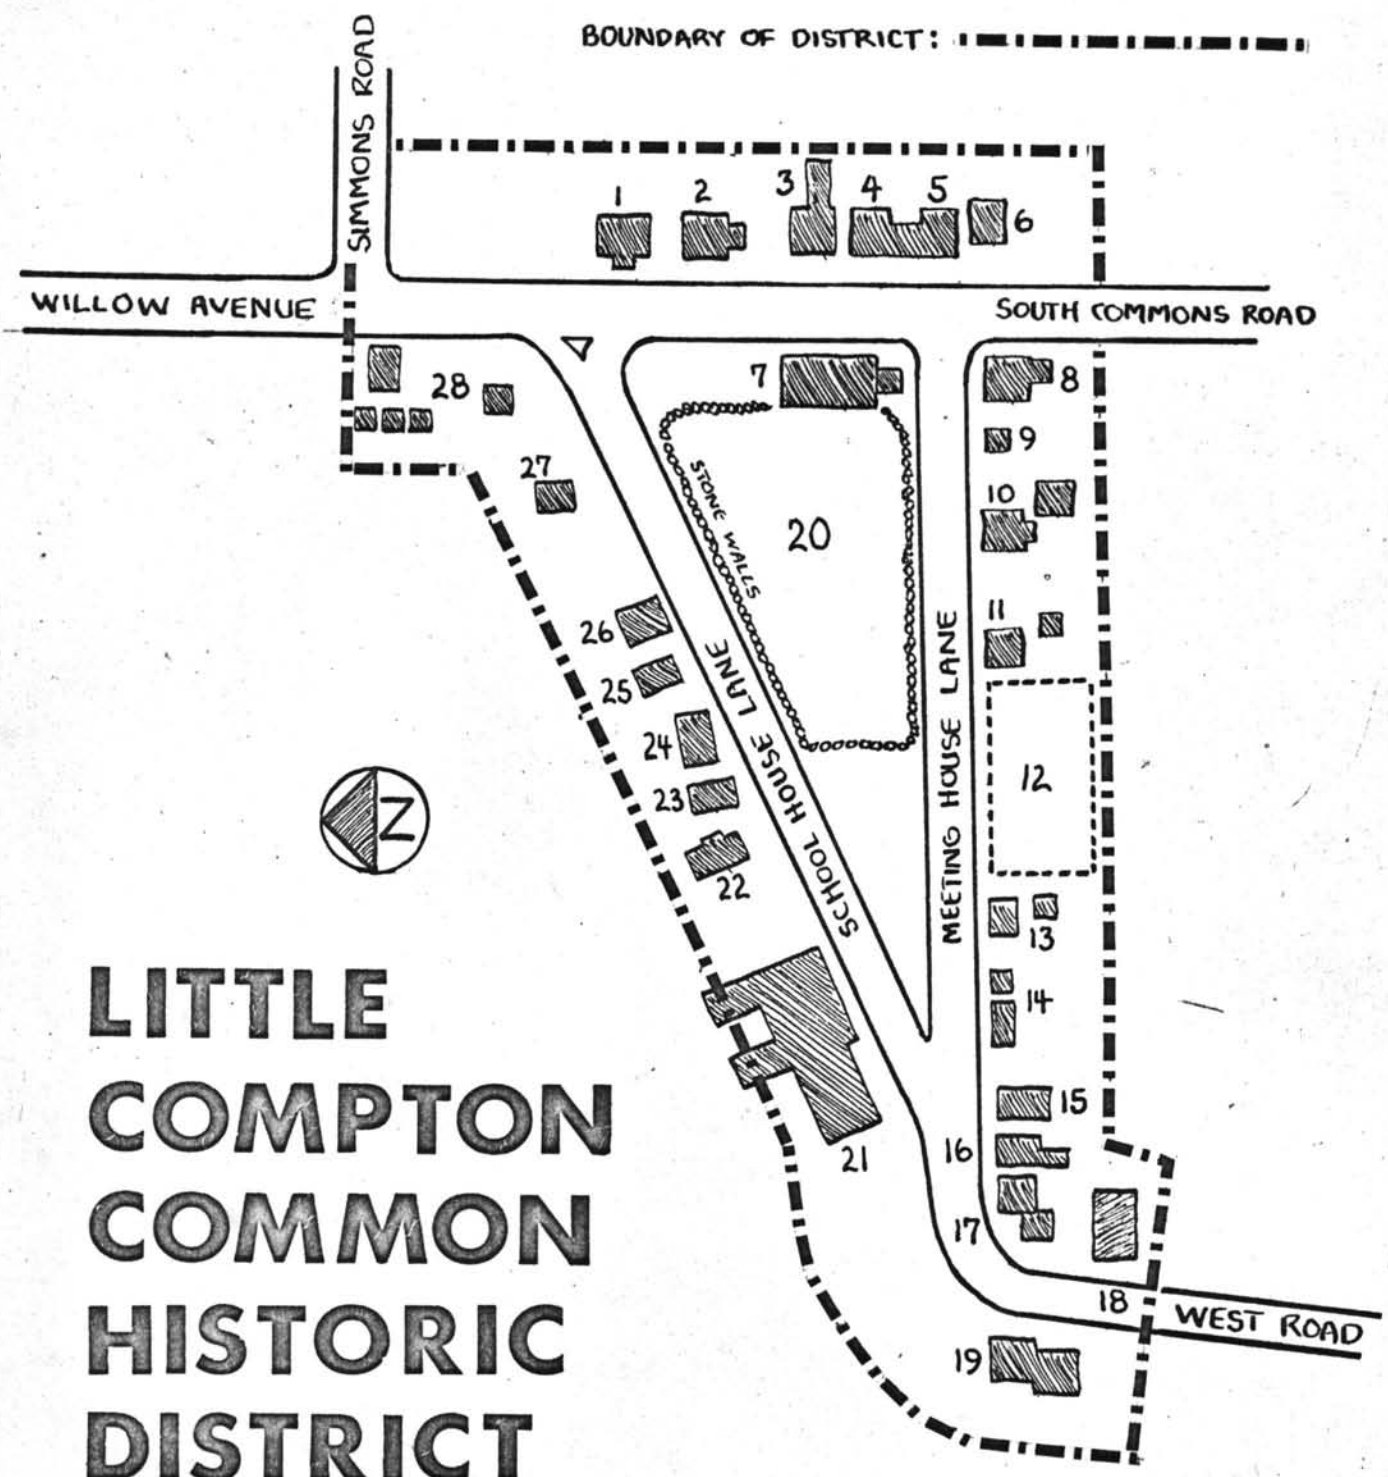 BOUNDARY OF DISTRICT:
SIMMONS ROAD
1
2
3
4
5
6
WILLOW AVENUE
SOUTH COMMONS ROAD
7
8
28
9
27
10
STONE WALLS
20
11
26
25
24
23
22
SCHOOL HOUSE LANE
MEETING HOUSE LANE
12
N
13
14
15
16
21
17
18
WEST ROAD
19
LITTLE
COMPTON
COMMON
HISTORIC
DISTRICT